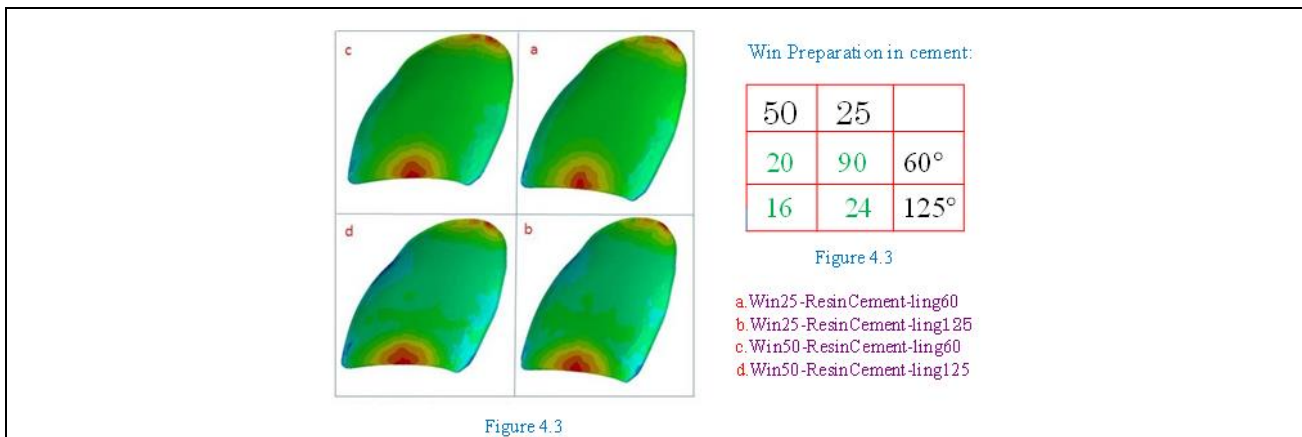 c
a
d
b
Figure 4.3
Win Preparation in cement:
50 25
20 90 60°
16 24 125°
Figure 4.3
a.Win25-ResinCement-ling60
b.Win25-ResinCement-ling125
c.Win50-ResinCement-ling60
d.Win50-ResinCement-ling125